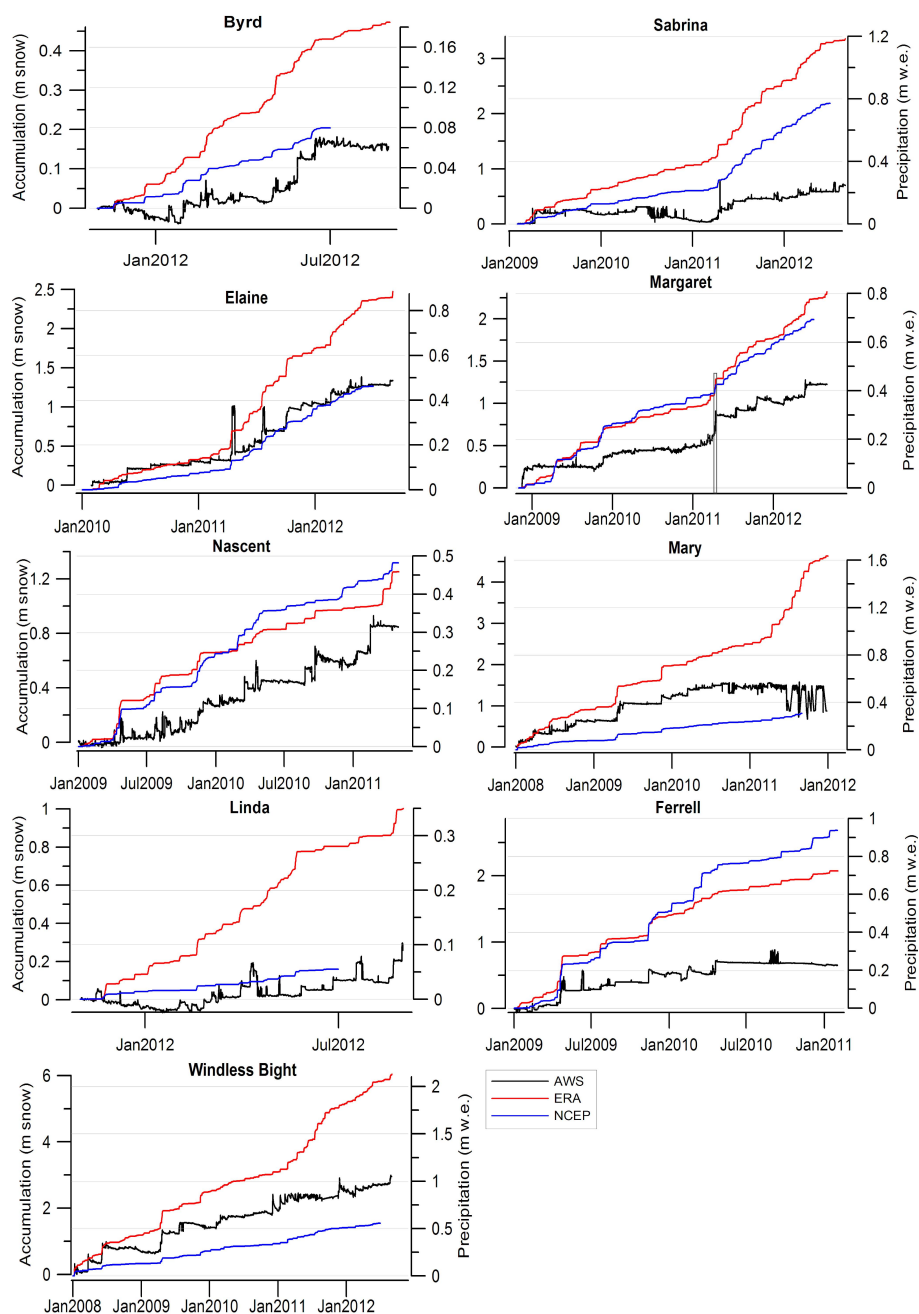 Byrd
Accumulation (m snow)
0.4
0.3
0.2
0.1
0
0.16
0.12
0.08
0.04
0.00
Jan2012
Jul2012
Sabrina
3
2
1
0
1.2
0.8
0.4
0
Precipitation (m w.e.)
Jan2009
Jan2010
Jan2011
Jan2012
Elaine
Accumulation (m snow)
2.5
2
1.5
1
0.5
0
0.8
0.6
0.4
0.2
0
Jan2010
Jan2011
Jan2012
Margaret
2
1.5
1
0.5
0
0.8
0.6
0.4
0.2
0
Precipitation (m w.e.)
Jan2009
Jan2010
Jan2011
Jan2012
Nascent
Accumulation (m snow)
1.2
0.8
0.4
0
0.5
0.4
0.3
0.2
0.1
0
Jan2009
Jul2009
Jan2010
Jul2010
Jan2011
Mary
4
3
2
1
0
1.6
1.2
0.8
0.4
0
Precipitation (m w.e.)
Jan2008
Jan2009
Jan2010
Jan2011
Jan2012
Linda
Accumulation (m snow)
1
0.8
0.6
0.4
0.2
0
0.3
0.2
0.1
0
Jan2012
Jul2012
Ferrell
2
1
0
1
0.8
0.6
0.4
0.2
0
Precipitation (m w.e.)
Jan2009
Jul2009
Jan2010
Jul2010
Jan2011
Windless Bight
Accumulation (m snow)
6
4
2
0
2
1.5
1
0.5
0
Precipitation (m w.e.)
Jan2008
Jan2009
Jan2010
Jan2011
Jan2012
AWS
ERA
NCEP